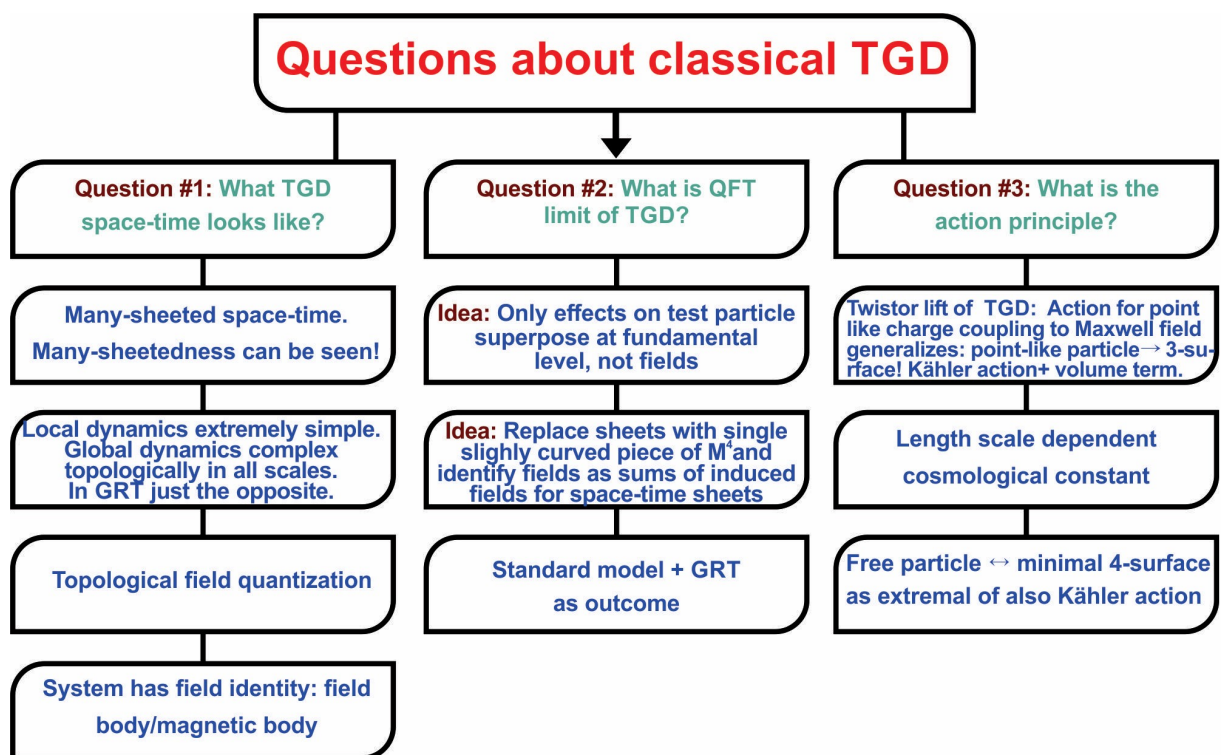 Questions about classical TGD
Question #1: What TGD
space-time looks like?
Many-sheeted space-time.
Many-sheetedness can be seen!
Local dynamics extremely simple.
Global dynamics complex
topologically in all scales.
In GRT just the opposite.
Topological field quantization
System has field identity: field
body/magnetic body
Question #2: What is QFT
limit of TGD?
Idea: Only effects on test particle
superpose at fundamental
level, not fields
Idea: Replace sheets with single
slighly curved piece of M⁴and
identify fields as sums of induced
fields for space-time sheets
Standard model + GRT
as outcome
Question #3: What is the
action principle?
Twistor lift of TGD: Action for point
like charge coupling to Maxwell field
generalizes: point-like particle→ 3-su-
rface! Kähler action+ volume term.
Length scale dependent
cosmological constant
Free particle ↔ minimal 4-surface
as extremal of also Kähler action